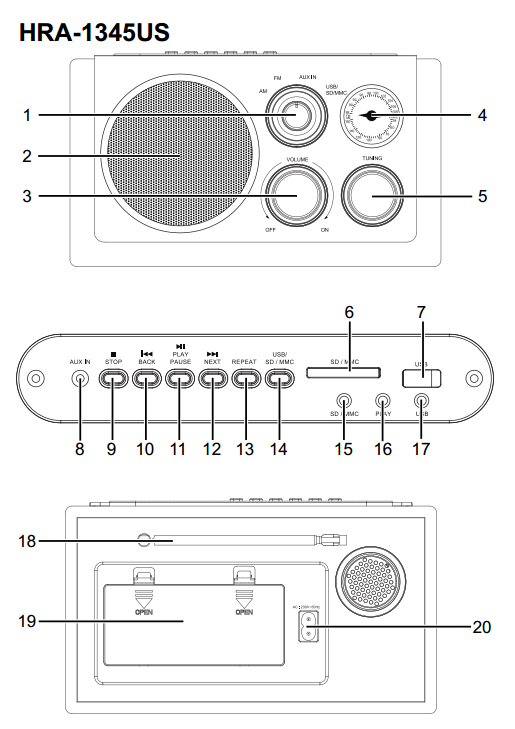 HRA-1345US
FM
AUX IN
AM
USB/
SD/MMC
1
4
2
VOLUME
TUNING
3
5
OFF
ON
6
7
AUX IN
STOP
BACK
PLAY
PAUSE
NEXT
REPEAT
USB/
SD / MMC
SD / MMC
USB
SD / MMC
PLAY
USB
8
9
10
11
12
13
14
15
16
17
18
OPEN
OPEN
19
20